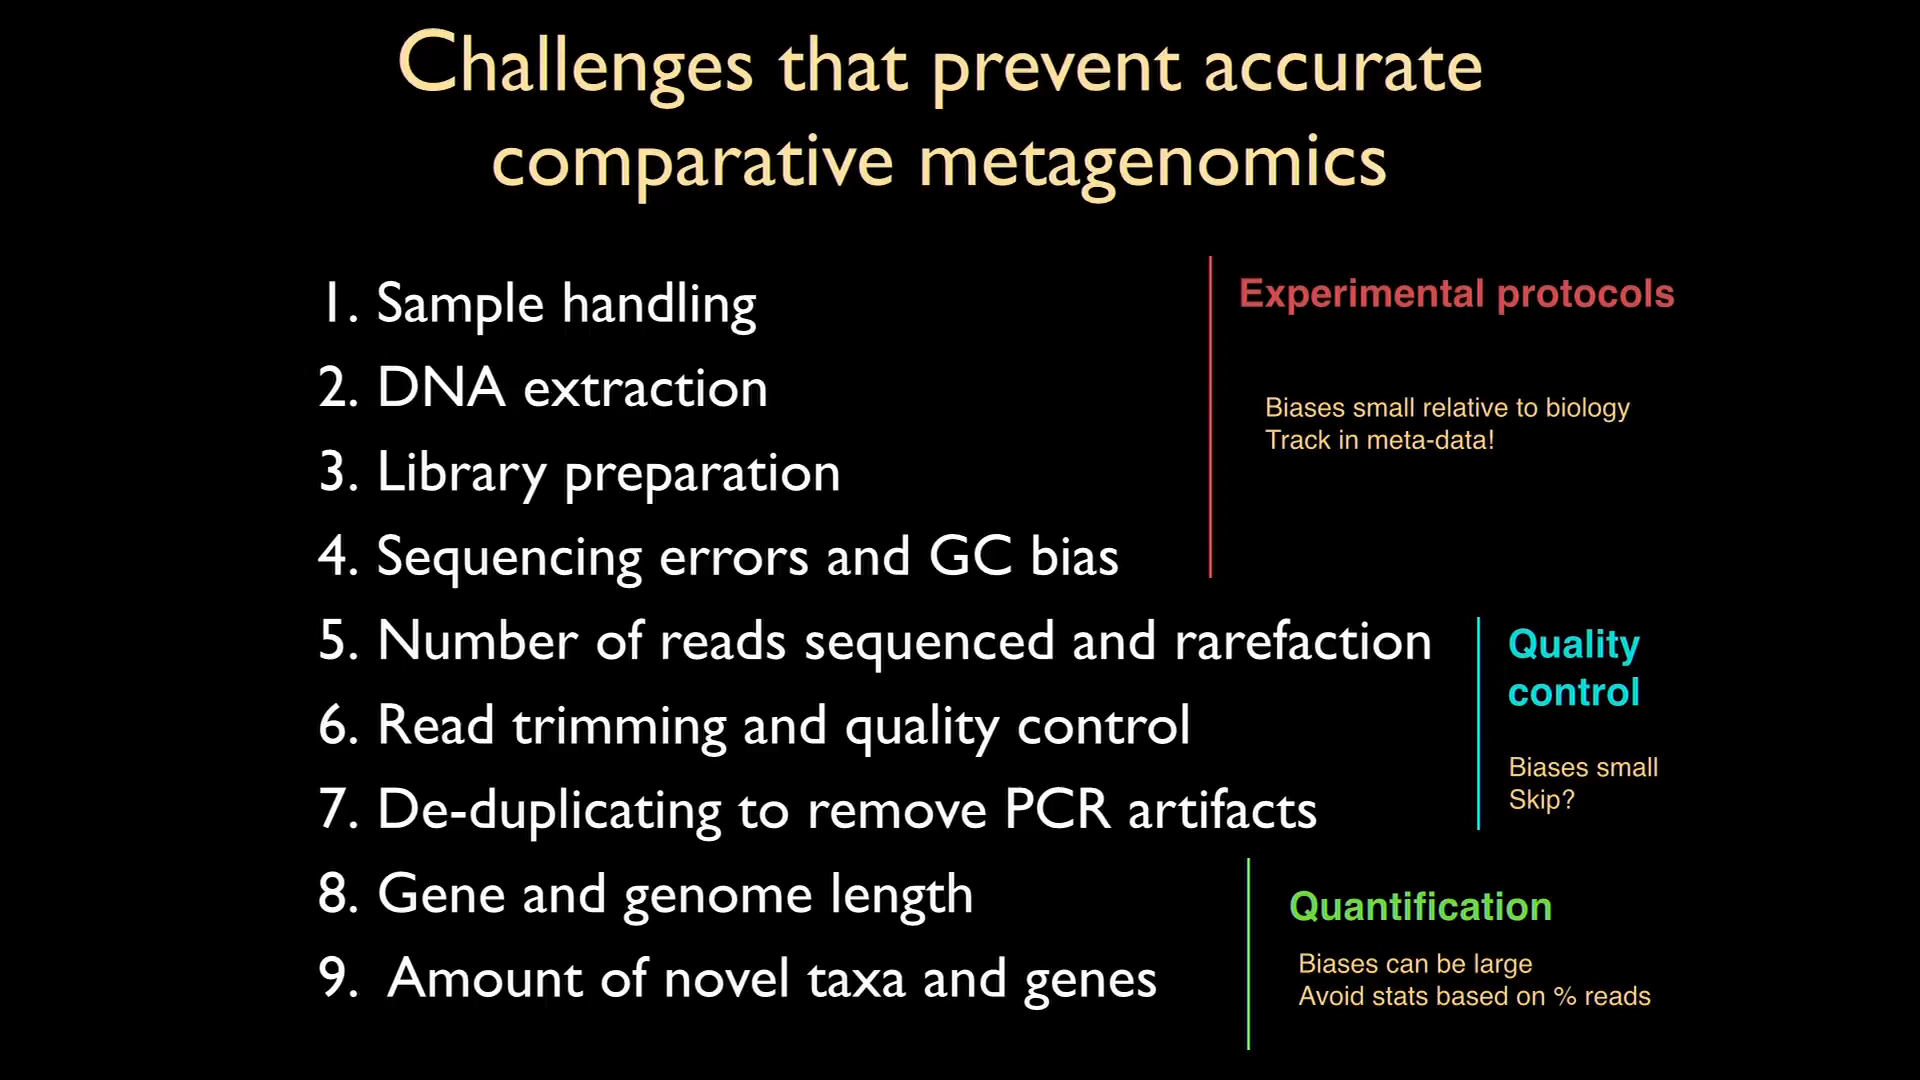 Challenges that prevent accurate
comparative metagenomics
1. Sample handling
2. DNA extraction
3. Library preparation
4. Sequencing errors and GC bias
5. Number of reads sequenced and rarefaction
6. Read trimming and quality control
7. De-duplicating to remove PCR artifacts
8. Gene and genome length
9. Amount of novel taxa and genes
Experimental protocols
Biases small relative to biology
Track in meta-data!
Quality
control
Biases small
Skip?
Quantification
Biases can be large
Avoid stats based on % reads